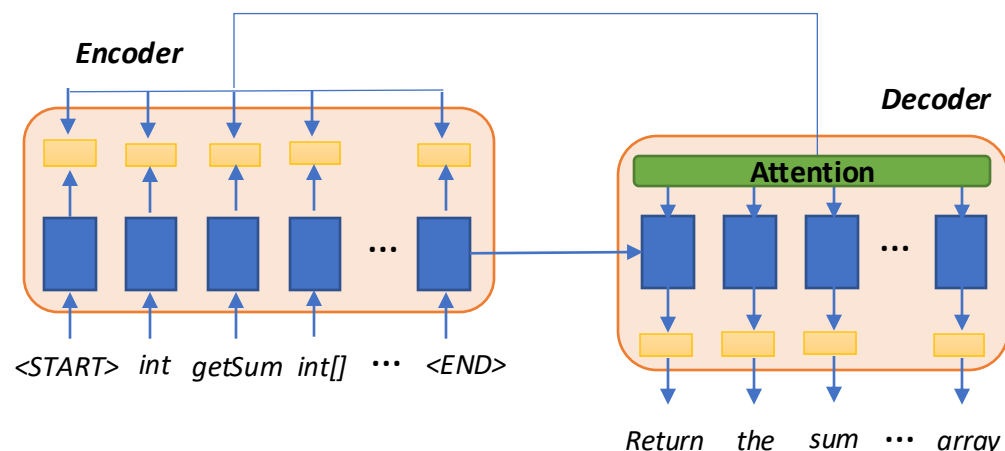 Encoder
Decoder
Attention
...
...
<START> int getSum int[] ... <END>
Return the sum ... array